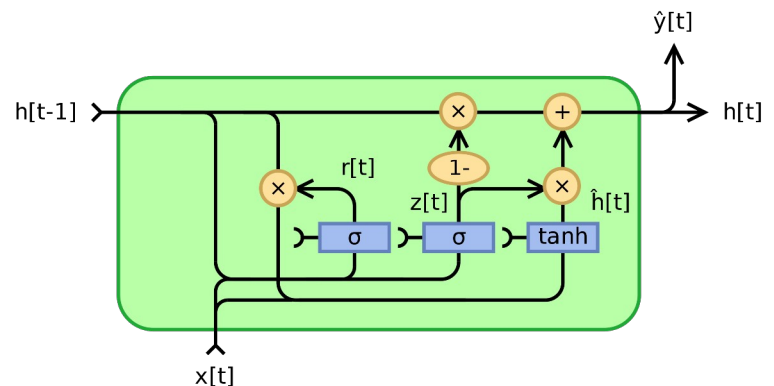 ŷ[t]
h[t-1]
×
+
h[t]
r[t]
1-
×
z[t]
×
ĥ[t]
σ
σ
tanh
x[t]